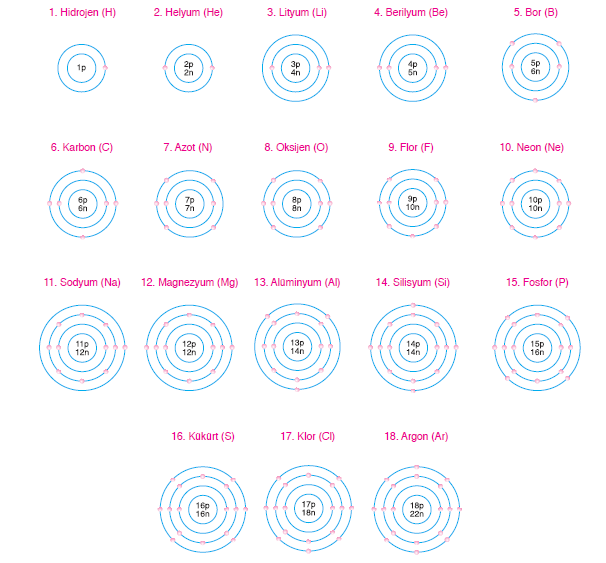 1. Hidrojen (H)
2. Helyum (He)
3. Lityum (Li)
4. Berilyum (Be)
5. Bor (B)
1p
2p
2n
3p
4n
4p
5n
5p
6n
6. Karbon (C)
7. Azot (N)
8. Oksijen (O)
9. Flor (F)
10. Neon (Ne)
6p
6n
7p
7n
8p
8n
9p
10n
10p
10n
11. Sodyum (Na)
12. Magnezyum (Mg)
13. Alüminyum (Al)
14. Silisyum (Si)
15. Fosfor (P)
11p
12n
12p
12n
13p
14n
14p
14n
15p
16n
16. Kükürt (S)
17. Klor (Cl)
18. Argon (Ar)
16p
16n
17p
18n
18p
22n